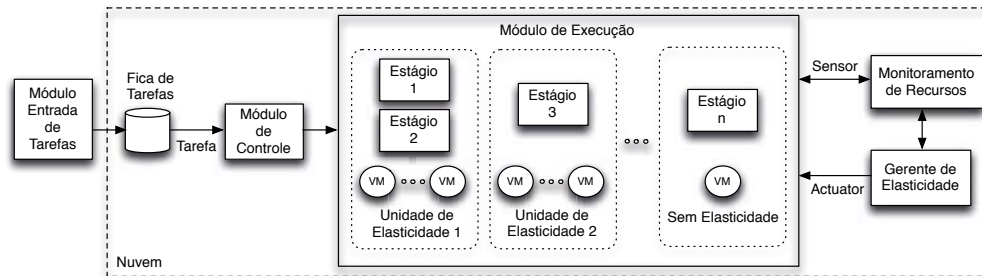 Módulo de Execução
Módulo
Entrada
de
Tarefas
Fica de
Tarefas
Tarefa
Módulo
de
Controle
Estágio
1
Estágio
2
VM
VM
Unidade de
Elasticidade 1
Estágio
3
VM
VM
Unidade de
Elasticidade 2
Estágio
n
VM
Sem Elasticidade
Sensor
Monitoramento
de Recursos
Actuator
Gerente de
Elasticidade
Nuvem